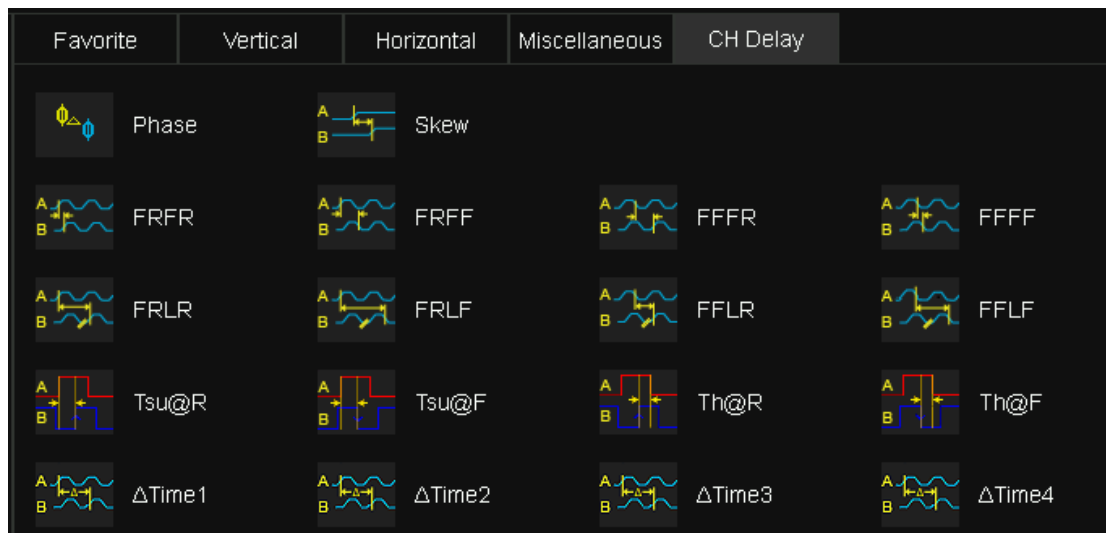 Favorite Vertical Horizontal Miscellaneous CH Delay
Φ△Φ Phase A B Skew
A B FRFR A B FRFF A B FFFR A B FFFF
A B FRLR A B FRLF A B FFLR A B FFLF
A B Tsu@R A B Tsu@F A B Th@R A B Th@F
A B Δ ΔTime1 A B Δ ΔTime2 A B Δ ΔTime3 A B Δ ΔTime4